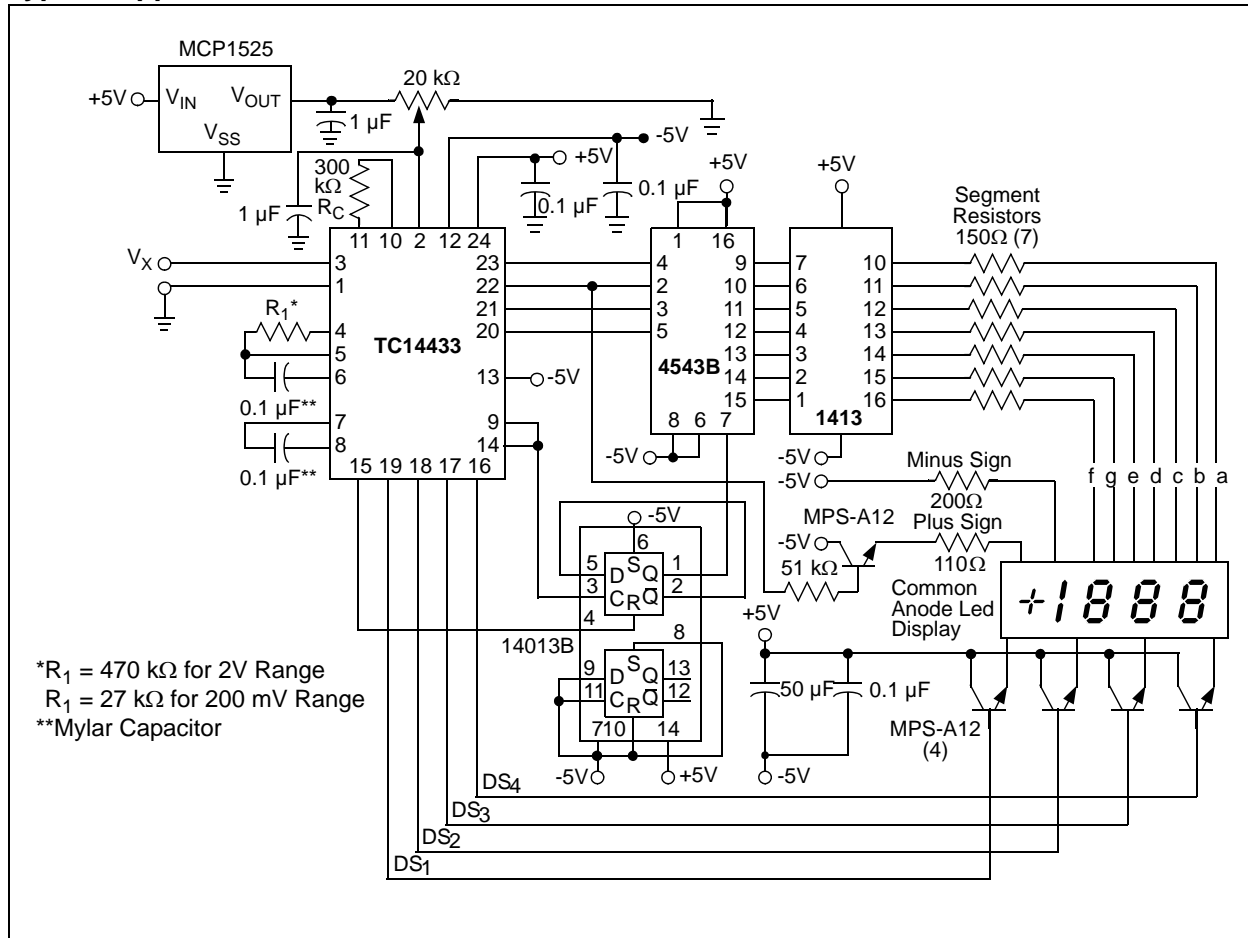 MCP1525
+5V
VIN
VOUT
VSS
1 µF
20 kΩ
-5V
+5V
300
kΩ
RC
1 µF
0.1 µF
0.1 µF
+5V
+5V
Segment
Resistors
150Ω (7)
11 10 2 12 24
VX
3
1
4
5
6
7
8
R1*
0.1 µF**
0.1 µF**
TC14433
23
22
21
20
13
-5V
9
14
15 19 18 17 16
1 16
4
2
3
5
4543B
9
10
11
12
13
14
15
8 6 7
-5V
7
6
5
4
3
2
1
1413
10
11
12
13
14
15
16
-5V
f g e d c b a
-5V
Minus Sign
200Ω
MPS-A12
Plus Sign
-5V
110Ω
51 kΩ
Common
Anode Led
Display
+1888
-5V
6
5
3
4
D S Q
C R Q
1
2
14013B
8
9
11
D S Q
C R Q
13
12
7 10 14
-5V
+5V
+5V
50 µF
0.1 µF
-5V
MPS-A12
(4)
*R1 = 470 kΩ for 2V Range
R1 = 27 kΩ for 200 mV Range
**Mylar Capacitor
DS4
DS3
DS2
DS1